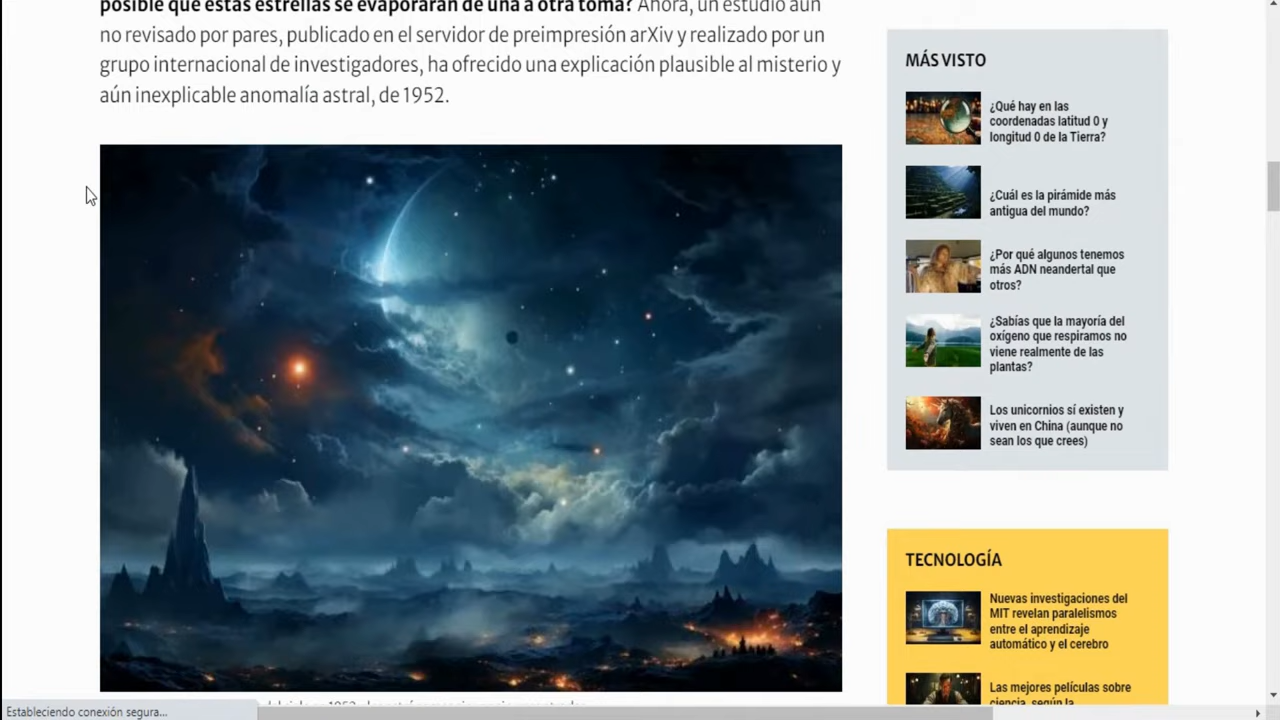 posible que estas estrellas se evaporaran de una a otra toma? Ahora, un estudio aún
no revisado por pares, publicado en el servidor de preimpresión arXiv y realizado por un
grupo internacional de investigadores, ha ofrecido una explicación plausible al misterio y
aún inexplicable anomalía astral, de 1952.
MÁS VISTO
¿Qué hay en las
coordenadas latitud 0 y
longitud 0 de la Tierra?
¿Cuál es la pirámide más
antigua del mundo?
¿Por qué algunos tenemos
más ADN neandertal que
otros?
¿Sabías que la mayoría del
oxígeno que respiramos no
viene realmente de las
plantas?
Los unicornios sí existen y
viven en China (aunque no
sean los que crees)
TECNOLOGÍA
Nuevas investigaciones del
MIT revelan paralelismos
entre el aprendizaje
automático y el cerebro
Las mejores películas sobre
ciencia, según la
Estableciendo conexión segura...